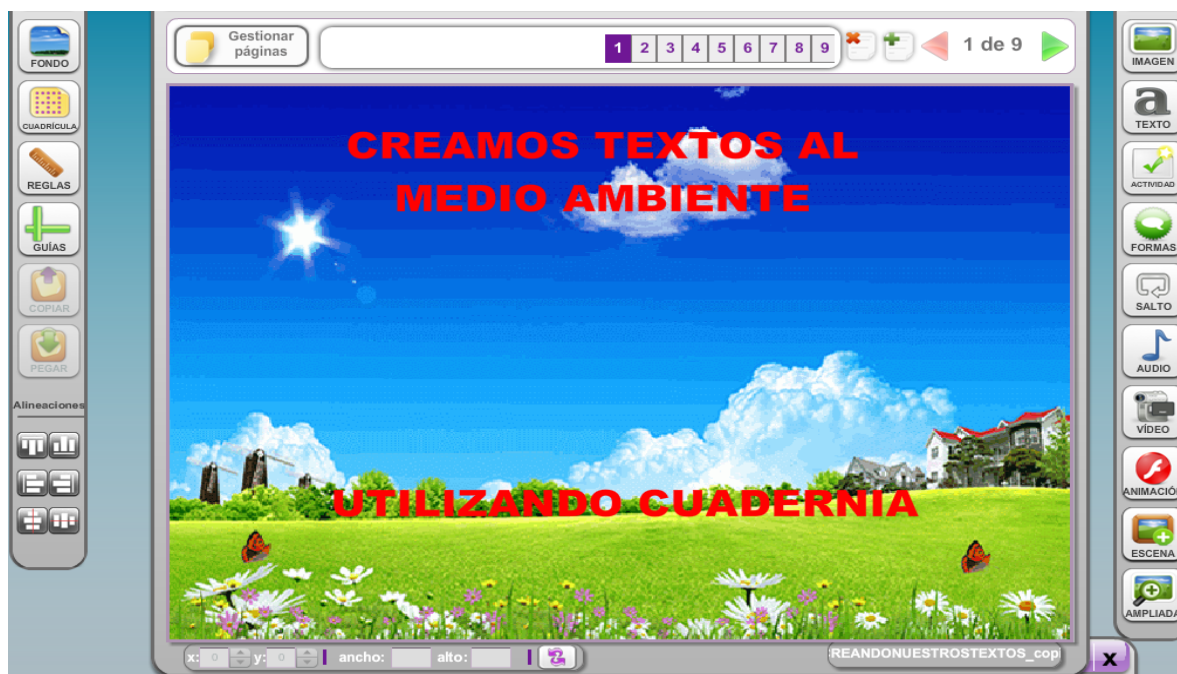 FONDO
CUADRÍCULA
REGLAS
GUÍAS
COPIAR
PEGAR
Alineaciones
Gestionar
páginas
1 2 3 4 5 6 7 8 9
1 de 9
CREAMOS TEXTOS AL
MEDIO AMBIENTE
UTILIZANDO CUADERNIA
x: 0 y: 0 ancho: alto:
REANDONUESTROSTEXTOS_cop
x
IMAGEN
a
TEXTO
ACTIVIDAD
FORMAS
SALTO
AUDIO
VÍDEO
ANIMACIÓN
ESCENA
AMPLIADA